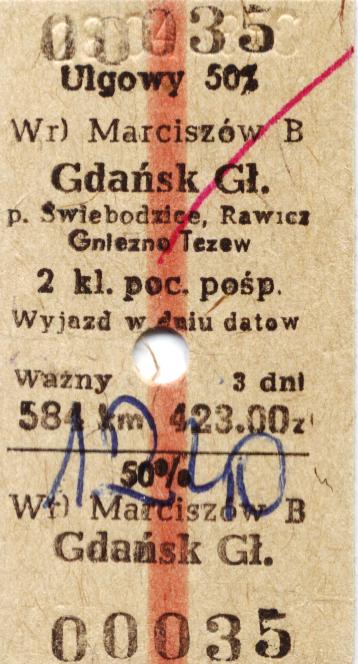 00035
Ulgowy 50%
Wr) Marciszów B
Gdańsk Gł.
p. Świebodzice, Rawicz
Gniezno Tczew
2 kl. poc. pośp.
Wyjazd w dniu datow
Ważny 3 dni
584 km 423.00zł
50%
1240
Wr) Marciszów B
Gdańsk Gł.
00035